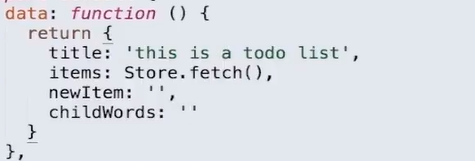 data: function () {
  return {
    title: 'this is a todo list',
    items: Store.fetch(),
    newItem: '',
    childWords: ''
  }
},